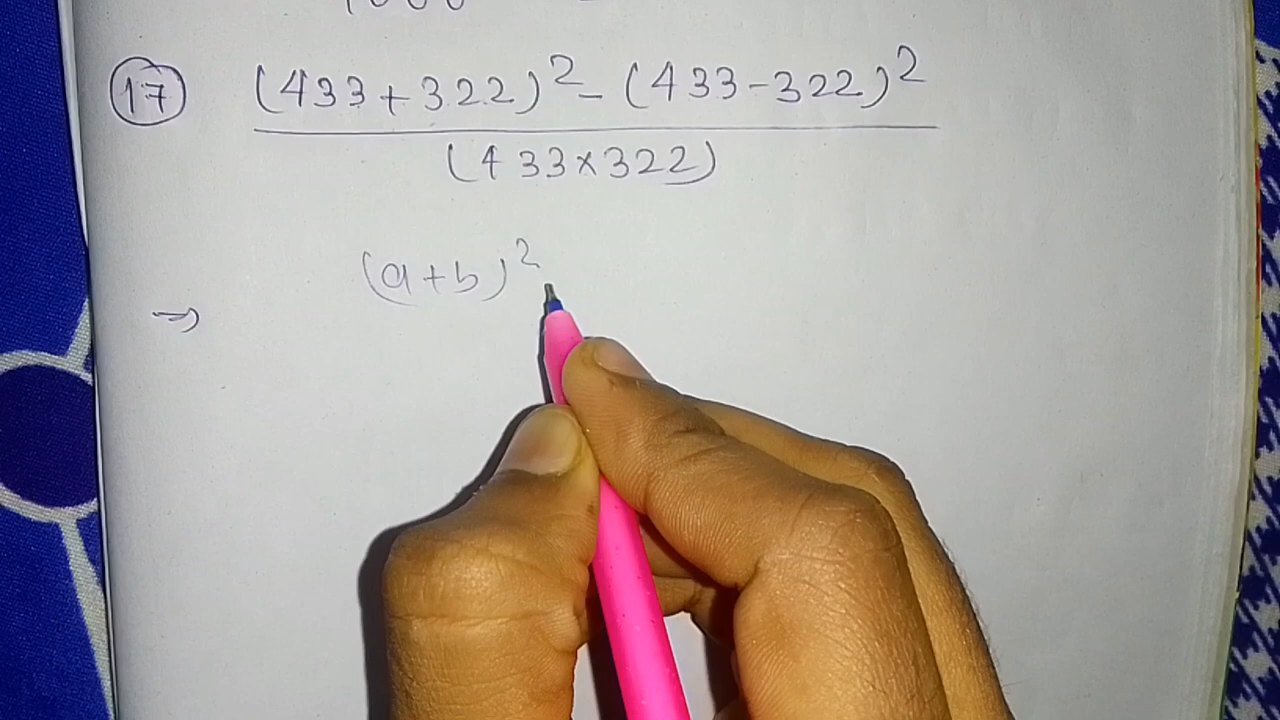 (17) (433+322)² - (433-322)²
(433×322)
(a+b)²
⇒